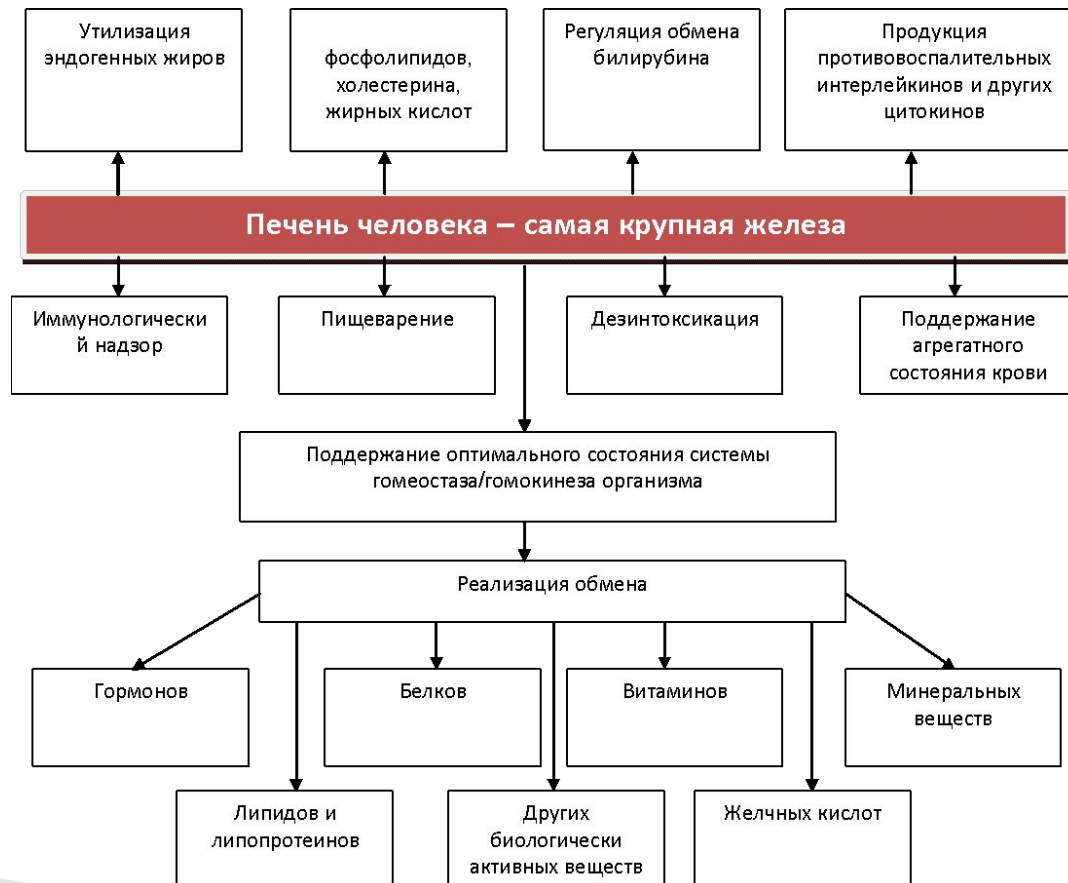 Утилизация
эндогенных жиров
фосфолипидов,
холестерина,
жирных кислот
Регуляция обмена
билирубина
Продукция
противовоспалительных
интерлейкинов и других
цитокинов
Печень человека – самая крупная железа
Иммунологически
й надзор
Пищеварение
Дезинтоксикация
Поддержание
агрегатного
состояния крови
Поддержание оптимального состояния системы
гомеостаза/гомокинеза организма
Реализация обмена
Гормонов
Белков
Витаминов
Минеральных
веществ
Липидов и
липопротеинов
Других
биологически
активных веществ
Желчных кислот